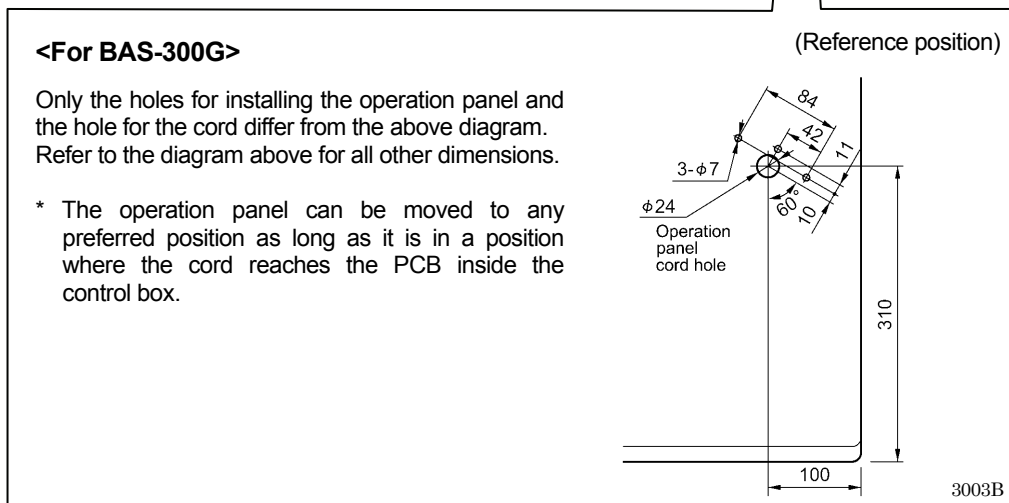 <For BAS-300G>
(Reference position)
Only the holes for installing the operation panel and
the hole for the cord differ from the above diagram.
Refer to the diagram above for all other dimensions.
* The operation panel can be moved to any
preferred position as long as it is in a position
where the cord reaches the PCB inside the
control box.
84
42
11
3-φ7
φ24
60°
10
Operation
panel
cord hole
310
100
3003B